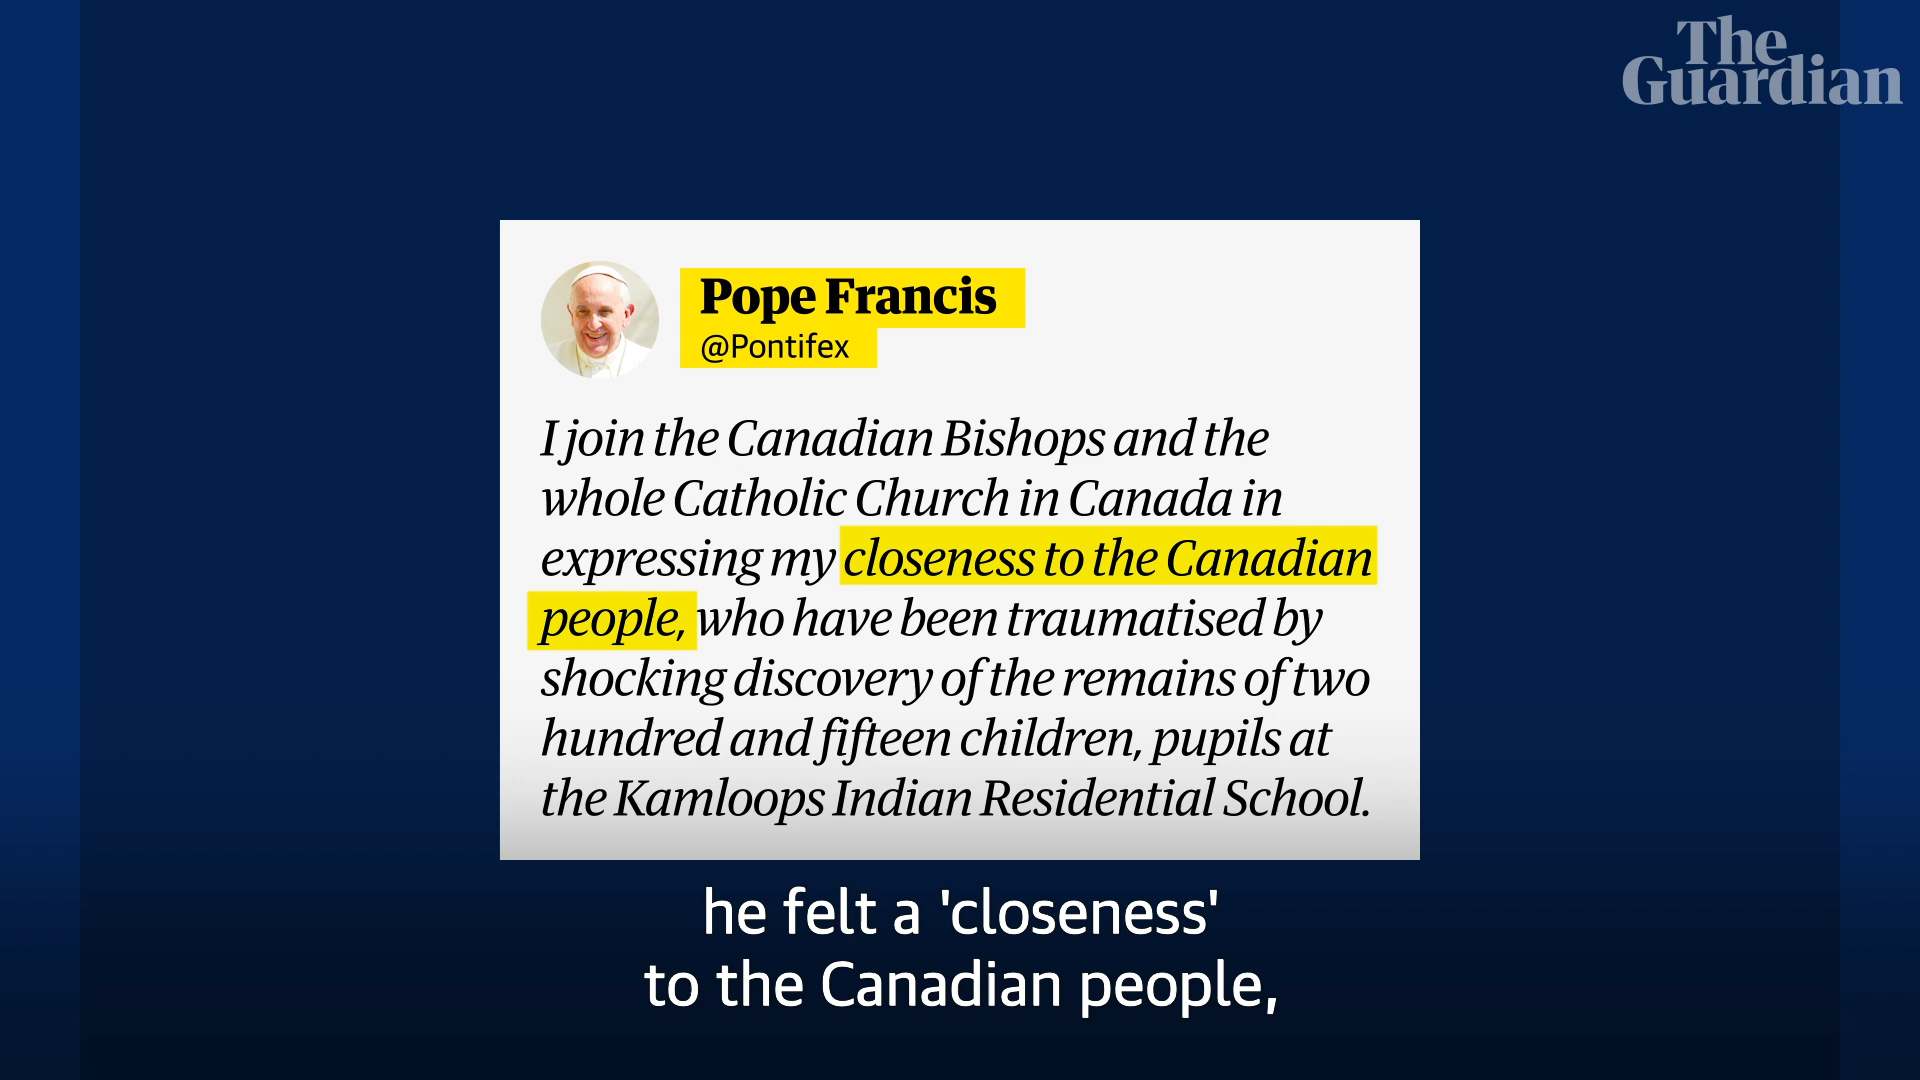 The
Guardian
Pope Francis
@Pontifex
I join the Canadian Bishops and the
whole Catholic Church in Canada in
expressing my closeness to the Canadian
people, who have been traumatised by
shocking discovery of the remains of two
hundred and fifteen children, pupils at
the Kamloops Indian Residential School.
he felt a 'closeness'
to the Canadian people,